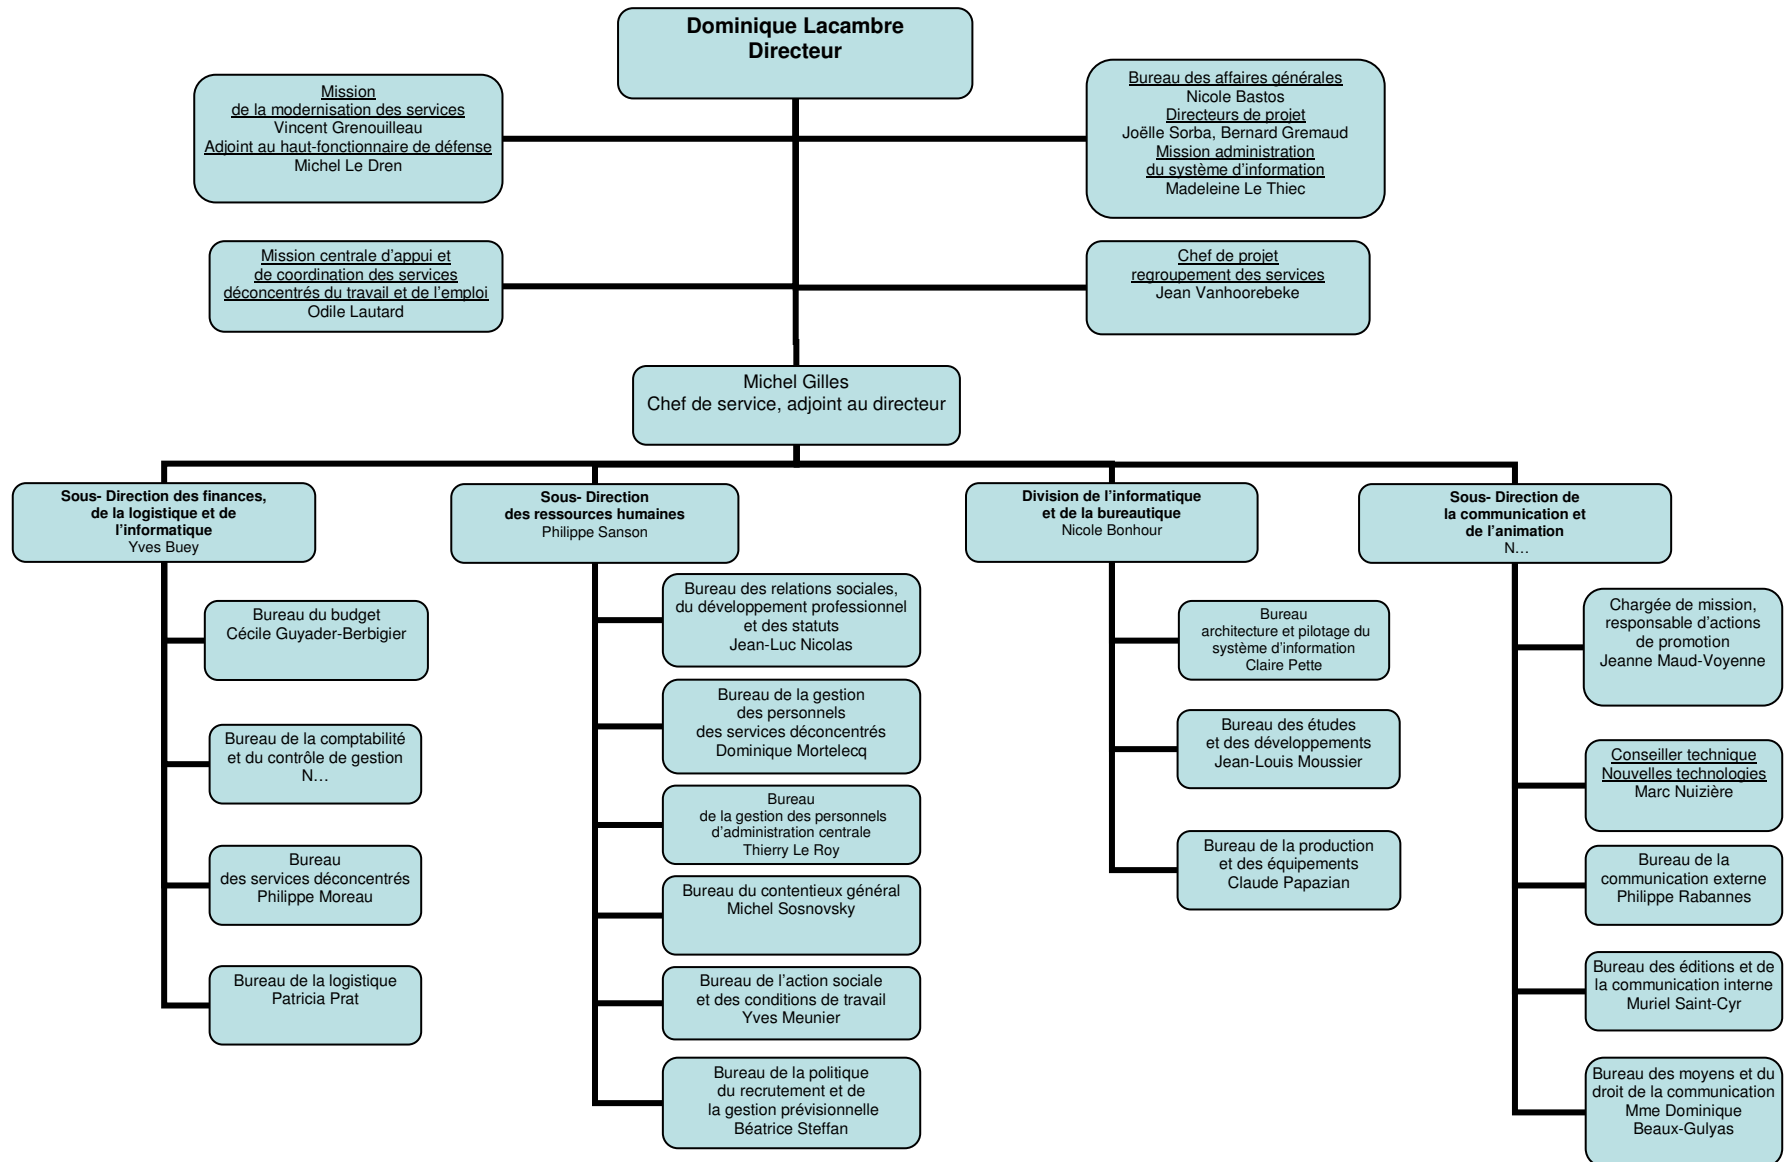 Dominique Lacambre
Directeur
Mission
de la modernisation des services
Vincent Grenouilleau
Adjoint au haut-fonctionnaire de défense
Michel Le Dren
Bureau des affaires générales
Nicole Bastos
Directeurs de projet
Joëlle Sorba, Bernard Gremaud
Mission administration
du système d’information
Madeleine Le Thiec
Mission centrale d’appui et
de coordination des services
déconcentrés du travail et de l’emploi
Odile Lautard
Chef de projet
regroupement des services
Jean Vanhoorebeke
Michel Gilles
Chef de service, adjoint au directeur
Sous- Direction des finances,
de la logistique et de
l’informatique
Yves Buey
Bureau du budget
Cécile Guyader-Berbigier
Bureau de la comptabilité
et du contrôle de gestion
N…
Bureau
des services déconcentrés
Philippe Moreau
Bureau de la logistique
Patricia Prat
Sous- Direction
des ressources humaines
Philippe Sanson
Bureau des relations sociales,
du développement professionnel
et des statuts
Jean-Luc Nicolas
Bureau de la gestion
des personnels
des services déconcentrés
Dominique Mortelecq
Bureau
de la gestion des personnels
d’administration centrale
Thierry Le Roy
Bureau du contentieux général
Michel Sosnovsky
Bureau de l’action sociale
et des conditions de travail
Yves Meunier
Bureau de la politique
du recrutement et de
la gestion prévisionnelle
Béatrice Steffan
Division de l’informatique
et de la bureautique
Nicole Bonhour
Bureau
architecture et pilotage du
système d’information
Claire Pette
Bureau des études
et des développements
Jean-Louis Moussier
Bureau de la production
et des équipements
Claude Papazian
Sous- Direction de
la communication et
de l’animation
N…
Chargée de mission,
responsable d’actions
de promotion
Jeanne Maud-Voyenne
Conseiller technique
Nouvelles technologies
Marc Nuizière
Bureau de la
communication externe
Philippe Rabannes
Bureau des éditions et de
la communication interne
Muriel Saint-Cyr
Bureau des moyens et du
droit de la communication
Mme Dominique
Beaux-Gulyas